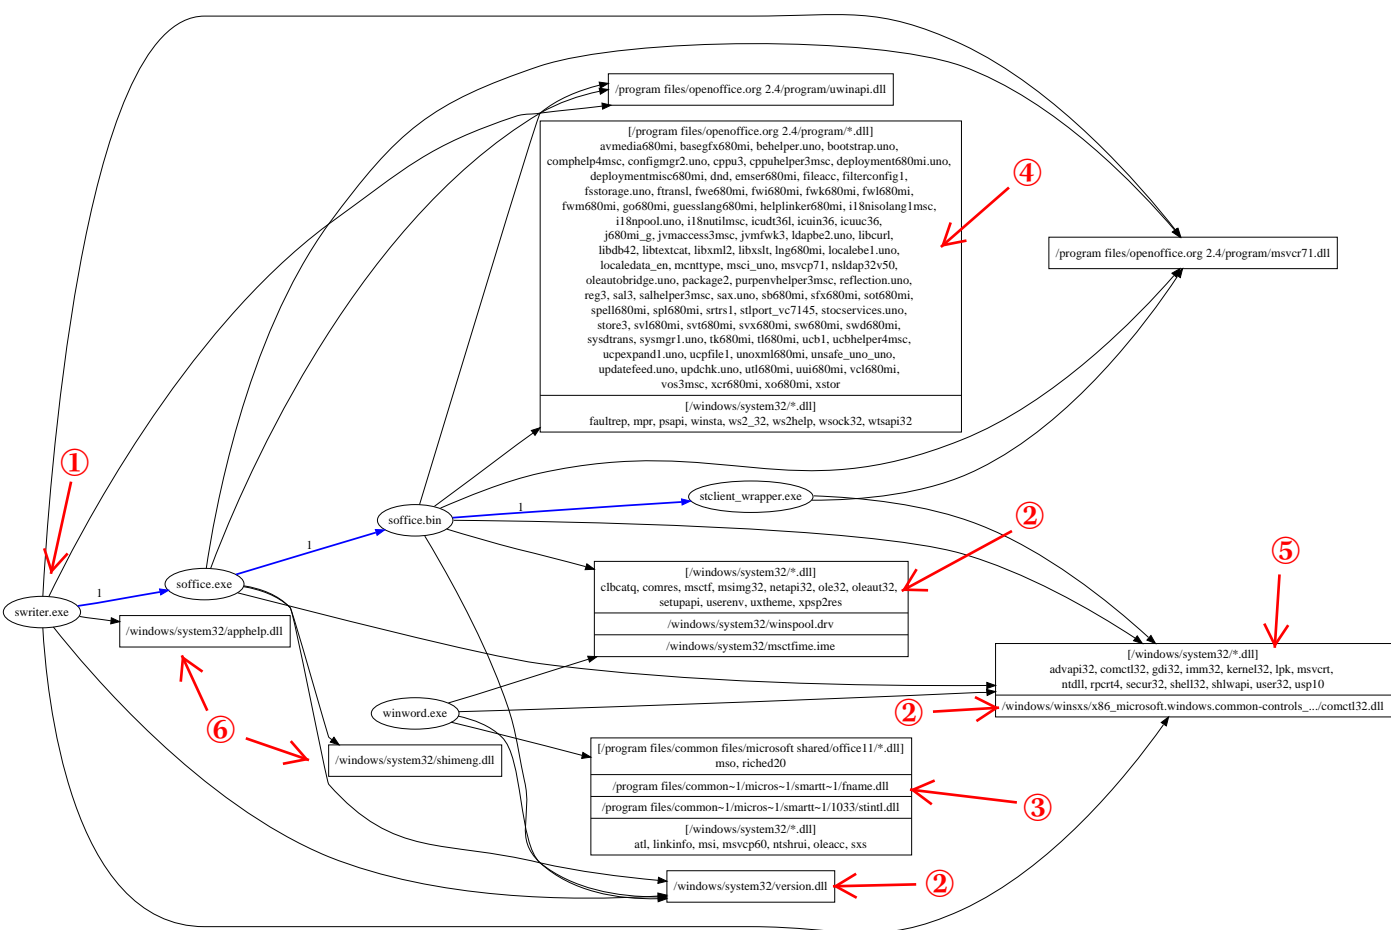 /program files/openoffice.org 2.4/program/uwinapi.dll
[/program files/openoffice.org 2.4/program/*.dll]
avmedia680mi, basegfx680mi, behelper.uno, bootstrap.uno,
comphelp4msc, configmgr2.uno, cppu3, cppuhelper3msc, deployment680mi.uno,
deploymentmisc680mi, dnd, emser680mi, fileacc, filterconfig1,
fsstorage.uno, ftransl, fwe680mi, fwi680mi, fwk680mi, fwl680mi,
fwm680mi, go680mi, guesslang680mi, helplinker680mi, i18nisolang1msc,
i18npool.uno, i18nutilmsc, icudt36l, icuin36, icuuc36,
j680mi_g, jvmaccess3msc, jvmfwk3, ldapbe2.uno, libcurl,
libdb42, libtextcat, libxml2, libxslt, lng680mi, localebe1.uno,
localedata_en, mcnttype, msci_uno, msvcp71, nsldap32v50,
oleautobridge.uno, package2, purpenvhelper3msc, reflection.uno,
reg3, sal3, salhelper3msc, sax.uno, sb680mi, sfx680mi, sot680mi,
spell680mi, spl680mi, srtrs1, stlport_vc7145, stocservices.uno,
store3, svl680mi, svt680mi, svx680mi, sw680mi, swd680mi,
sysdtrans, sysmgr1.uno, tk680mi, tl680mi, ucb1, ucbhelper4msc,
ucpexpand1.uno, ucpfile1, unoxml680mi, unsafe_uno_uno,
updatefeed.uno, updchk.uno, utl680mi, uui680mi, vcl680mi,
vos3msc, xcr680mi, xo680mi, xstor
[/windows/system32/*.dll]
faultrep, mpr, psapi, winsta, ws2_32, ws2help, wsock32, wtsapi32
④
/program files/openoffice.org 2.4/program/msvcr71.dll
①
stclient_wrapper.exe
1
soffice.bin
1
soffice.exe
1
swriter.exe
/windows/system32/apphelp.dll
②
[/windows/system32/*.dll]
clbcatq, comres, msctf, msimg32, netapi32, ole32, oleaut32,
setupapi, userenv, uxtheme, xpsp2res
/windows/system32/winspool.drv
/windows/system32/msctfime.ime
⑤
[/windows/system32/*.dll]
advapi32, comctl32, gdi32, imm32, kernel32, lpk, msvcrt,
ntdll, rpcrt4, secur32, shell32, shlwapi, user32, usp10
/windows/winsxs/x86_microsoft.windows.common-controls_.../comctl32.dll
②
winword.exe
⑥
/windows/system32/shimeng.dll
[/program files/common files/microsoft shared/office11/*.dll]
mso, riched20
/program files/common~1/micros~1/smartt~1/fname.dll
/program files/common~1/micros~1/smartt~1/1033/stintl.dll
[/windows/system32/*.dll]
atl, linkinfo, msi, msvcp60, ntshrui, oleacc, sxs
③
/windows/system32/version.dll
②